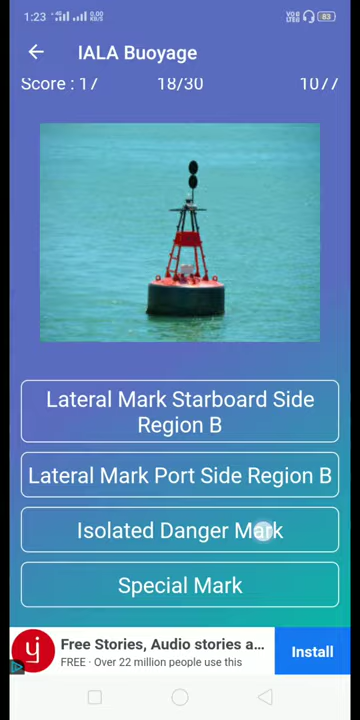 1:23
83
IALA Buoyage
Score : 17 18/30 1077
Lateral Mark Starboard Side
Region B
Lateral Mark Port Side Region B
Isolated Danger Mark
Special Mark
Free Stories, Audio stories a...
FREE · Over 22 million people use this
Install